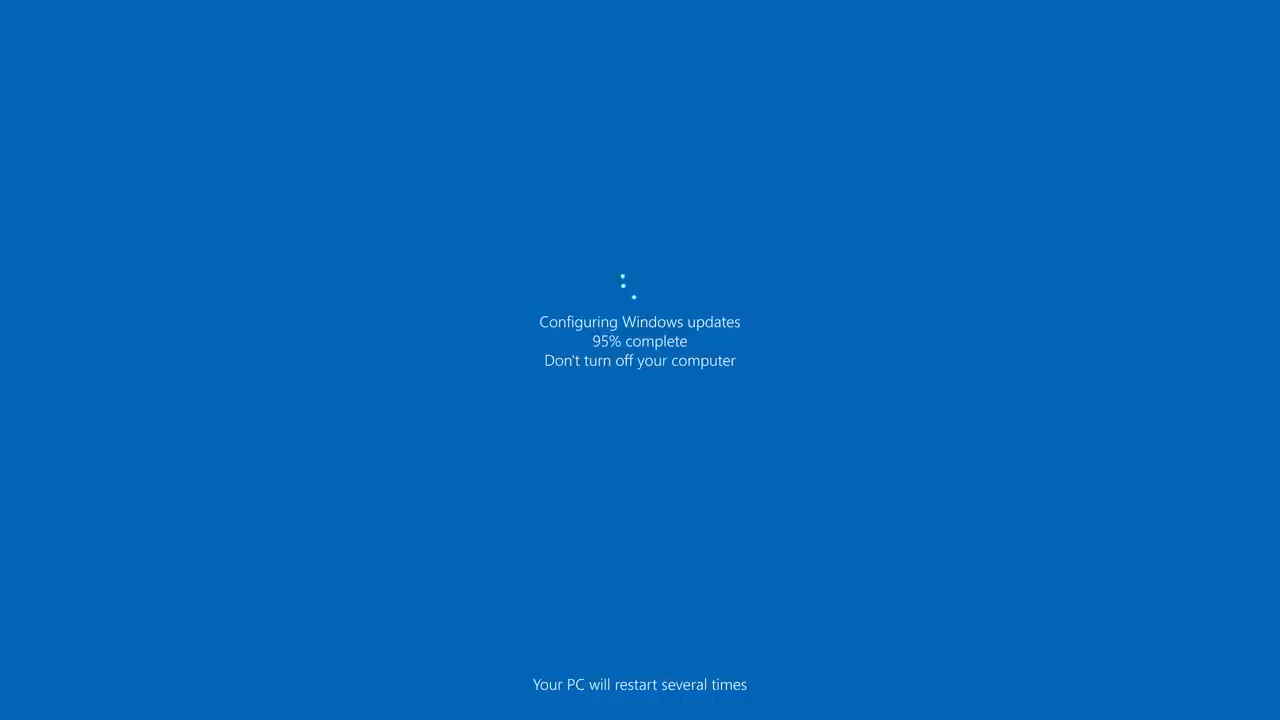 Configuring Windows updates
95% complete
Don't turn off your computer
Your PC will restart several times